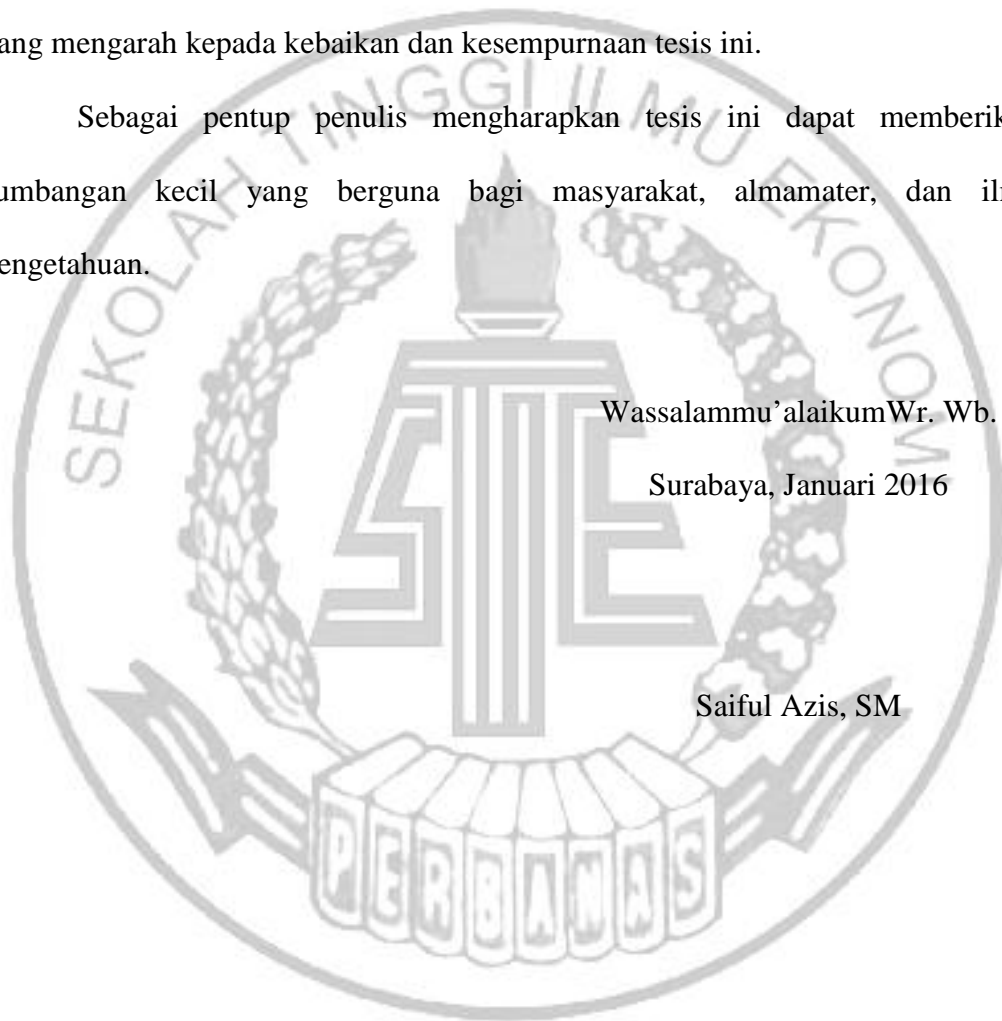 ang mengarah kepada kebaikan dan kesempurnaan tesis ini.
Sebagai pentup penulis mengharapkan tesis ini dapat memberik
umbangan kecil yang berguna bagi masyarakat, almamater, dan il
engetahuan.
Wassalammu’alaikumWr. Wb.
Surabaya, Januari 2016
Saiful Azis, SM
SEKOLAH TINGGI ILMU EKONOM
STIE
PERBANAS